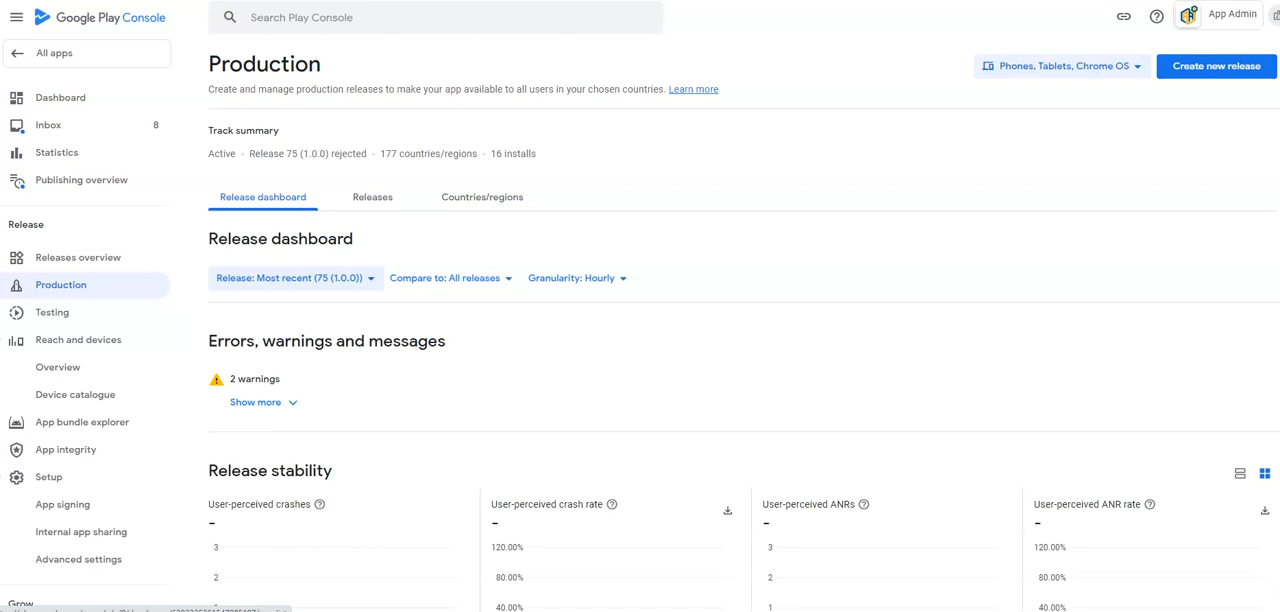 Google Play Console
Search Play Console
App Admin
All apps
Dashboard
Inbox 8
Statistics
Publishing overview
Release
Releases overview
Production
Testing
Reach and devices
Overview
Device catalogue
App bundle explorer
App integrity
Setup
App signing
Internal app sharing
Advanced settings
Grow
Production
Phones, Tablets, Chrome OS
Create new release
Create and manage production releases to make your app available to all users in your chosen countries. Learn more
Track summary
Active · Release 75 (1.0.0) rejected · 177 countries/regions · 16 installs
Release dashboard Releases Countries/regions
Release dashboard
Release: Most recent (75 (1.0.0)) Compare to: All releases Granularity: Hourly
Errors, warnings and messages
2 warnings
Show more
Release stability
User-perceived crashes User-perceived crash rate User-perceived ANRs User-perceived ANR rate
– – – –
3 120.00% 3 120.00%
2 80.00% 2 80.00%
1 40.00% 1 40.00%